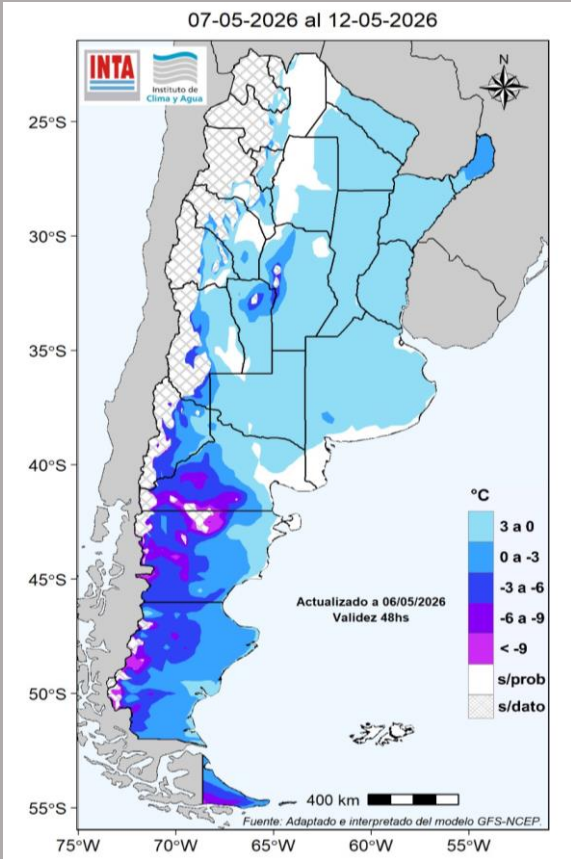 07-05-2026 al 12-05-2026
INTA
Instituto de
Clima y Agua
N
25°S
30°S
35°S
40°S
45°S
50°S
55°S
°C
3 a 0
0 a -3
-3 a -6
-6 a -9
< -9
s/prob
s/dato
Actualizado a 06/05/2026
Validez 48hs
400 km
Fuente: Adaptado e interpretado del modelo GFS-NCEP.
75°W
70°W
65°W
60°W
55°W